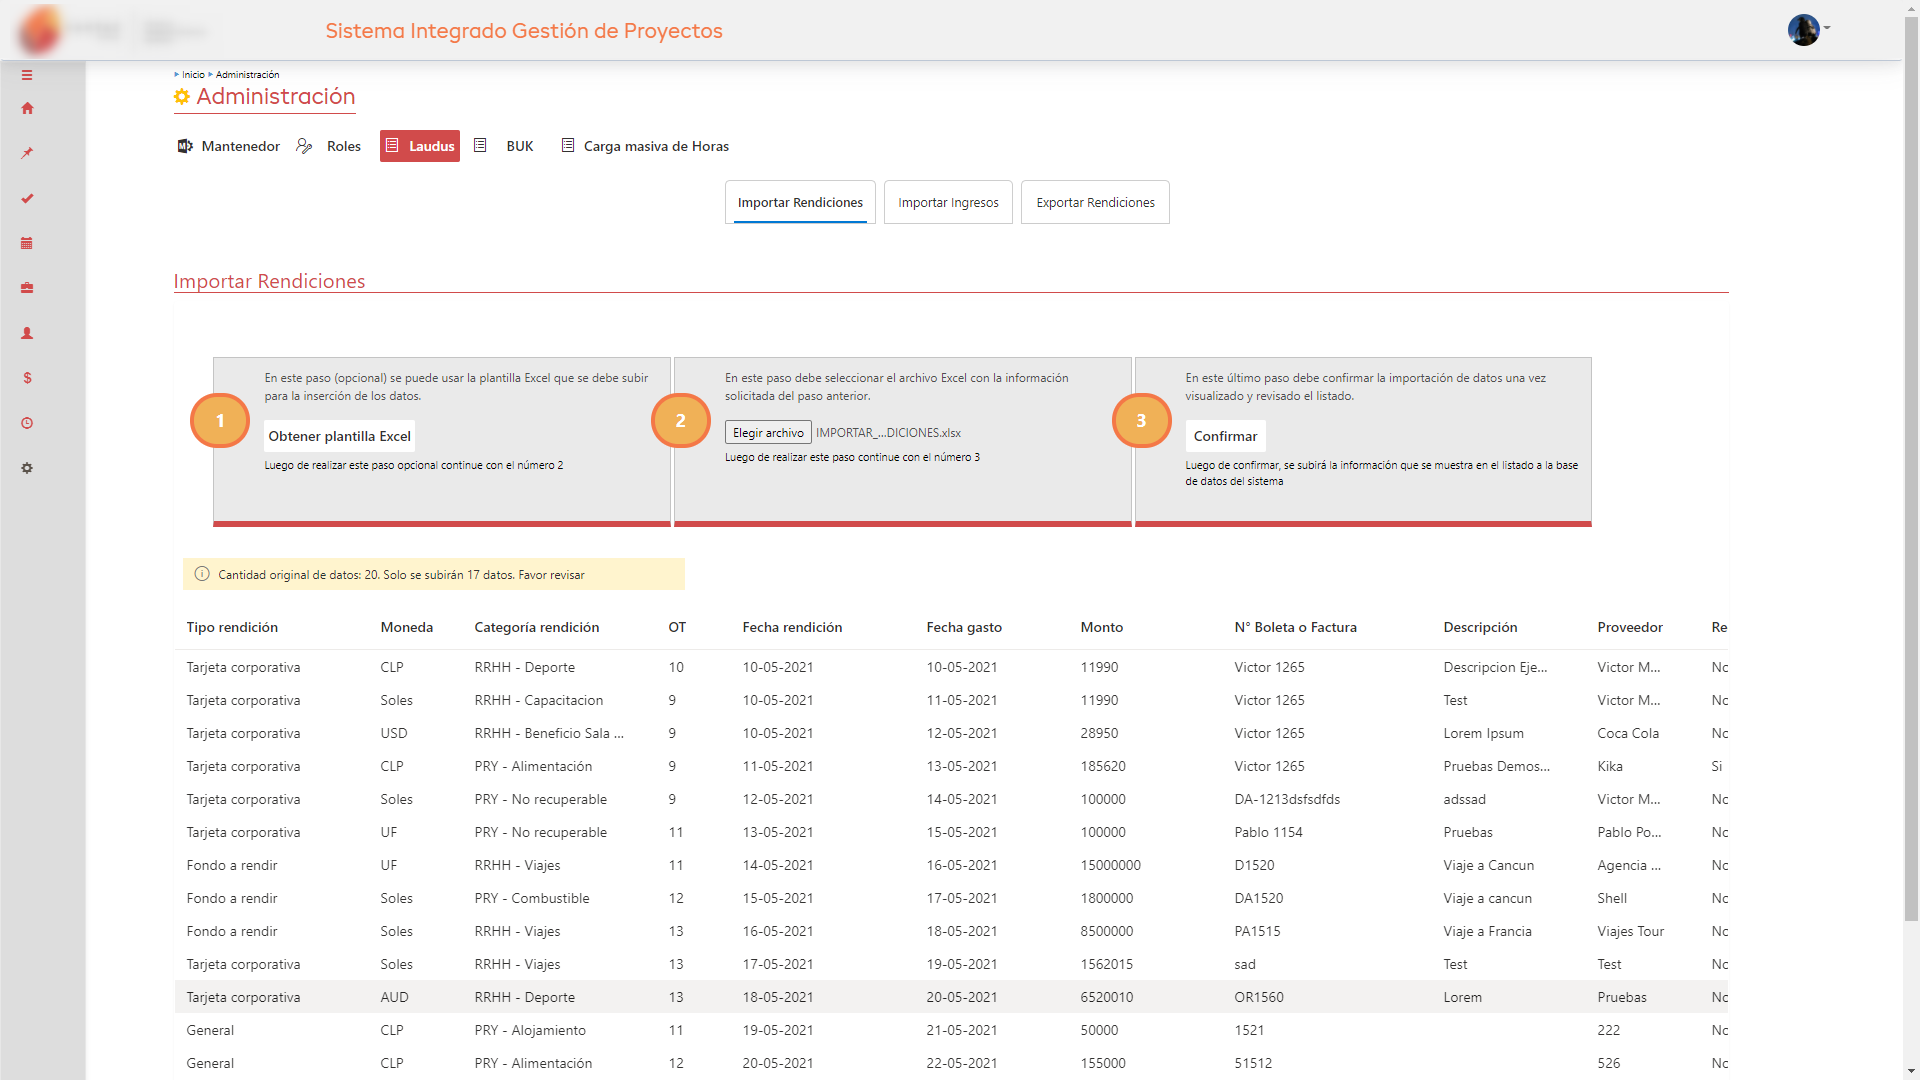 Sistema Integrado Gestión de Proyectos
Inicio Administración
Administración
Mantenedor Roles Laudus BUK Carga masiva de Horas
Importar Rendiciones Importar Ingresos Exportar Rendiciones
Importar Rendiciones
1
En este paso (opcional) se puede usar la plantilla Excel que se debe subir
para la inserción de los datos.
Obtener plantilla Excel
Luego de realizar este paso opcional continue con el número 2
2
En este paso debe seleccionar el archivo Excel con la información
solicitada del paso anterior.
Elegir archivo IMPORTAR_...DICIONES.xlsx
Luego de realizar este paso continue con el número 3
3
En este último paso debe confirmar la importación de datos una vez
visualizado y revisado el listado.
Confirmar
Luego de confirmar, se subirá la información que se muestra en el listado a la base
de datos del sistema
Cantidad original de datos: 20. Solo se subirán 17 datos. Favor revisar
Tipo rendición Moneda Categoría rendición OT Fecha rendición Fecha gasto Monto N° Boleta o Factura Descripción Proveedor Re
Tarjeta corporativa CLP RRHH - Deporte 10 10-05-2021 10-05-2021 11990 Victor 1265 Descripcion Eje... Victor M... No
Tarjeta corporativa Soles RRHH - Capacitacion 9 10-05-2021 11-05-2021 11990 Victor 1265 Test Victor M... No
Tarjeta corporativa USD RRHH - Beneficio Sala ... 9 10-05-2021 12-05-2021 28950 Victor 1265 Lorem Ipsum Coca Cola No
Tarjeta corporativa CLP PRY - Alimentación 9 11-05-2021 13-05-2021 185620 Victor 1265 Pruebas Demos... Kika Si
Tarjeta corporativa Soles PRY - No recuperable 9 12-05-2021 14-05-2021 100000 DA-1213dsfsdfds adssad Victor M... No
Tarjeta corporativa UF PRY - No recuperable 11 13-05-2021 15-05-2021 100000 Pablo 1154 Pruebas Pablo Po... No
Fondo a rendir UF RRHH - Viajes 11 14-05-2021 16-05-2021 15000000 D1520 Viaje a Cancun Agencia ... No
Fondo a rendir Soles PRY - Combustible 12 15-05-2021 17-05-2021 1800000 DA1520 Viaje a cancun Shell No
Fondo a rendir Soles RRHH - Viajes 13 16-05-2021 18-05-2021 8500000 PA1515 Viaje a Francia Viajes Tour No
Tarjeta corporativa Soles RRHH - Viajes 13 17-05-2021 19-05-2021 1562015 sad Test Test No
Tarjeta corporativa AUD RRHH - Deporte 13 18-05-2021 20-05-2021 6520010 OR1560 Lorem Pruebas No
General CLP PRY - Alojamiento 11 19-05-2021 21-05-2021 50000 1521 222 No
General CLP PRY - Alimentación 12 20-05-2021 22-05-2021 155000 51512 526 No